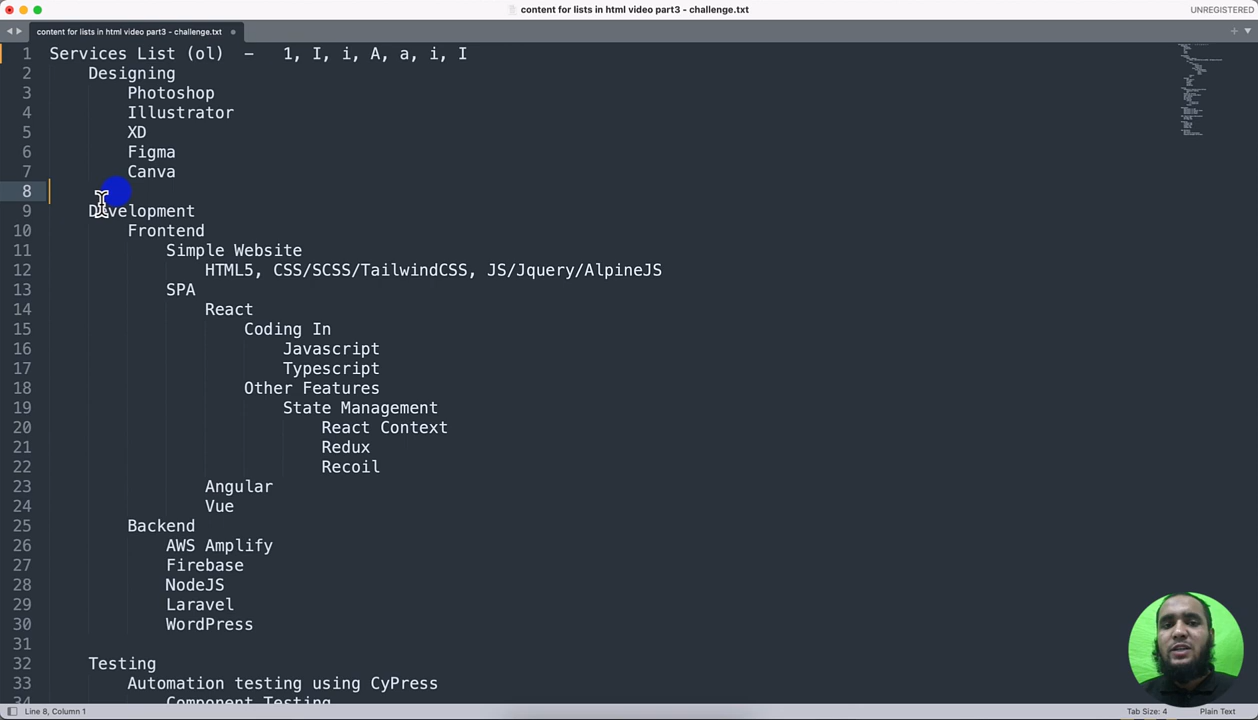 content for lists in html video part3 - challenge.txt
UNREGISTERED
content for lists in html video part3 - challenge.txt
1 Services List (ol) – 1, I, i, A, a, i, I
2 Designing
3 Photoshop
4 Illustrator
5 XD
6 Figma
7 Canva
8
9 Development
10 Frontend
11 Simple Website
12 HTML5, CSS/SCSS/TailwindCSS, JS/Jquery/AlpineJS
13 SPA
14 React
15 Coding In
16 Javascript
17 Typescript
18 Other Features
19 State Management
20 React Context
21 Redux
22 Recoil
23 Angular
24 Vue
25 Backend
26 AWS Amplify
27 Firebase
28 NodeJS
29 Laravel
30 WordPress
31
32 Testing
33 Automation testing using CyPress
34 Component Testing
Line 8, Column 1
Tab Size: 4
Plain Text